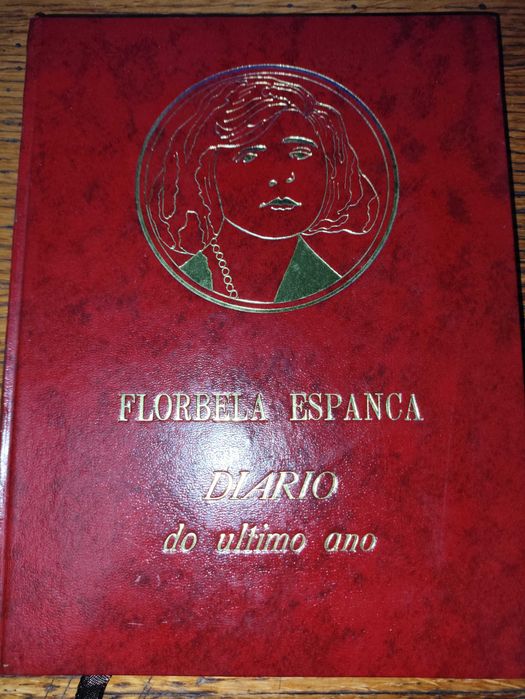 FLORBELA ESPANCA
DIARIO
do ultimo ano